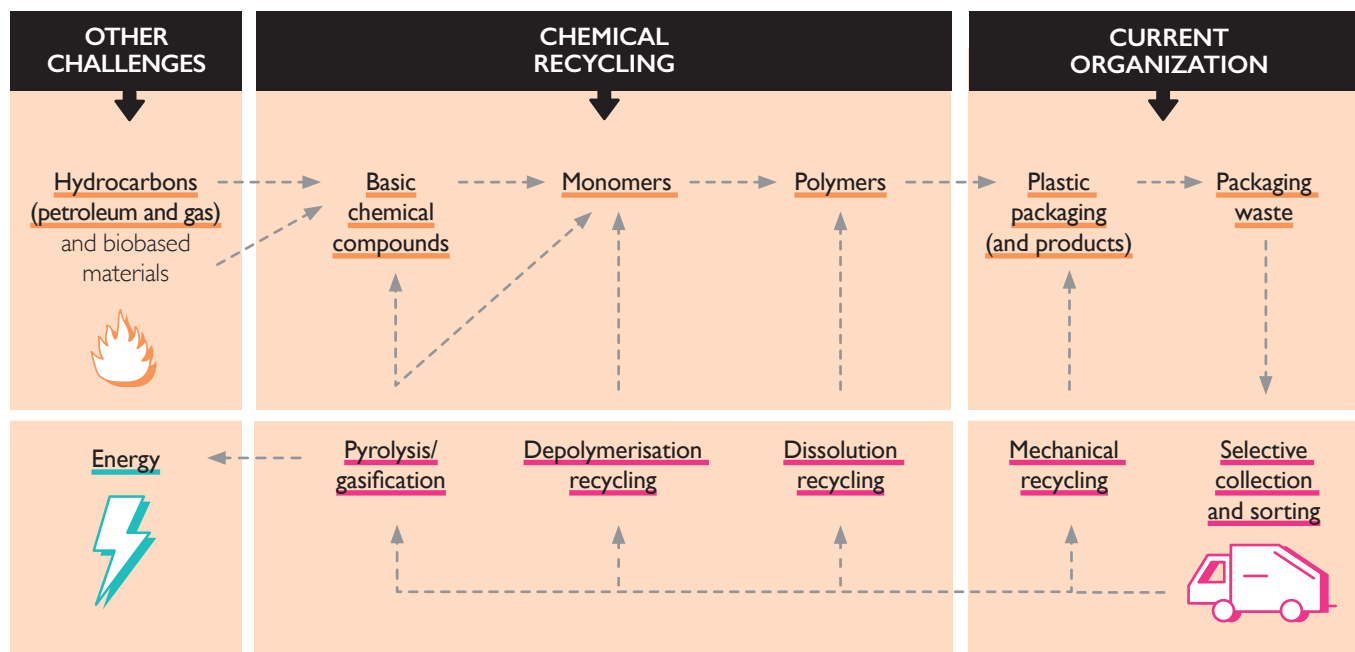 OTHER
CHALLENGES
CHEMICAL
RECYCLING
CURRENT
ORGANIZATION
Hydrocarbons
(petroleum and gas)
and biobased
materials
Basic
chemical
compounds
Monomers
Polymers
Plastic
packaging
(and products)
Packaging
waste
Energy
Pyrolysis/
gasification
Depolymerisation
recycling
Dissolution
recycling
Mechanical
recycling
Selective
collection
and sorting